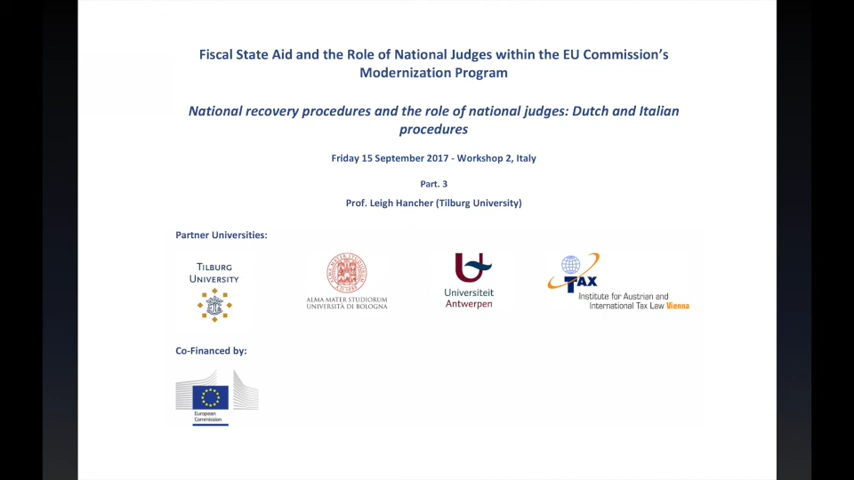 Fiscal State Aid and the Role of National Judges within the EU Commission's
Modernization Program
National recovery procedures and the role of national judges: Dutch and Italian
procedures
Friday 15 September 2017 - Workshop 2, Italy
Part. 3
Prof. Leigh Hancher (Tilburg University)
Partner Universities:
TILBURG
UNIVERSITY
ALMA MATER STUDIORUM
UNIVERSITÀ DI BOLOGNA
Universiteit
Antwerpen
TAX
Institute for Austrian and
International Tax Law Vienna
Co-Financed by:
European
Commission